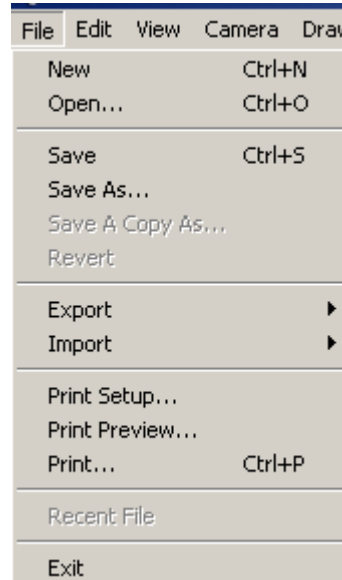 File Edit View Camera
New Ctrl+N
Open... Ctrl+O
Save Ctrl+S
Save As...
Save A Copy As...
Revert
Export
Import
Print Setup...
Print Preview...
Print... Ctrl+P
Recent File
Exit